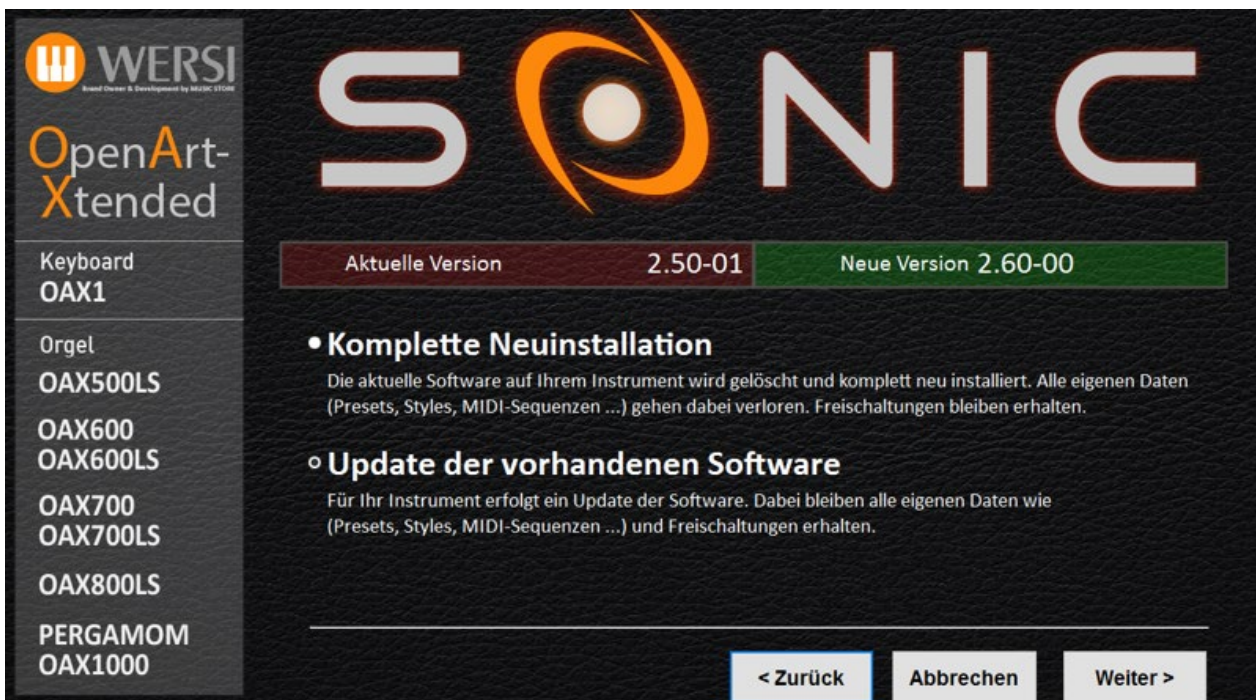 WERSI
Brand Owner & Development by MUSIC STORE
OpenArt-
Xtended
Keyboard
OAX1
Orgel
OAX500LS
OAX600
OAX600LS
OAX700
OAX700LS
OAX800LS
PERGAMOM
OAX1000
SONIC
Aktuelle Version 2.50-01 Neue Version 2.60-00
Komplette Neuinstallation
Die aktuelle Software auf Ihrem Instrument wird gelöscht und komplett neu installiert. Alle eigenen Daten
(Presets, Styles, MIDI-Sequenzen ...) gehen dabei verloren. Freischaltungen bleiben erhalten.
Update der vorhandenen Software
Für Ihr Instrument erfolgt ein Update der Software. Dabei bleiben alle eigenen Daten wie
(Presets, Styles, MIDI-Sequenzen ...) und Freischaltungen erhalten.
< Zurück Abbrechen Weiter >